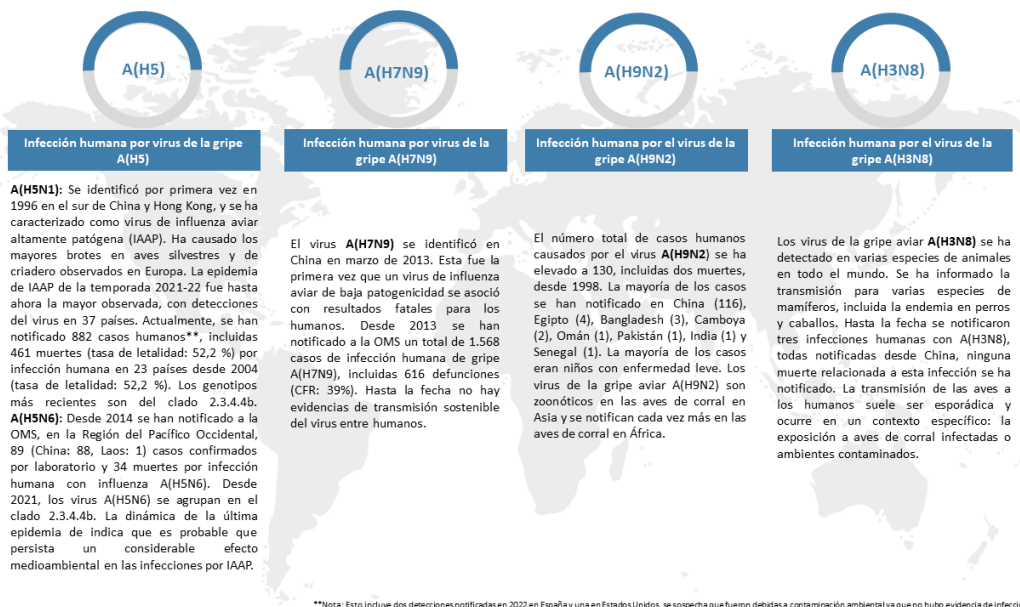 A(H5)
Infección humana por virus de la gripe
A(H5)
A(H5N1): Se identificó por primera vez en
1996 en el sur de China y Hong Kong, y se ha
caracterizado como virus de influenza aviar
altamente patógena (IAAP). Ha causado los
mayores brotes en aves silvestres y de
criadero observados en Europa. La epidemia
de IAAP de la temporada 2021-22 fue hasta
ahora la mayor observada, con detecciones
del virus en 37 países. Actualmente, se han
notificado 882 casos humanos**, incluidas
461 muertes (tasa de letalidad: 52,2 %) por
infección humana en 23 países desde 2004
(tasa de letalidad: 52,2 %). Los genotipos
más recientes son del clado 2.3.4.4b.
A(H5N6): Desde 2014 se han notificado a la
OMS, en la Región del Pacífico Occidental,
89 (China: 88, Laos: 1) casos confirmados
por laboratorio y 34 muertes por infección
humana con influenza A(H5N6). Desde
2021, los virus A(H5N6) se agrupan en el
clado 2.3.4.4b. La dinámica de la última
epidemia de indica que es probable que
persista un considerable efecto
medioambiental en las infecciones por IAAP.
A(H7N9)
Infección humana por virus de la
gripe A(H7N9)
El virus A(H7N9) se identificó en
China en marzo de 2013. Esta fue la
primera vez que un virus de influenza
aviar de baja patogenicidad se asoció
con resultados fatales para los
humanos. Desde 2013 se han
notificado a la OMS un total de 1.568
casos de infección humana de gripe
A(H7N9), incluidas 616 defunciones
(CFR: 39%). Hasta la fecha no hay
evidencias de transmisión sostenible
del virus entre humanos.
A(H9N2)
Infección humana por el virus de la
gripe A(H9N2)
El número total de casos humanos
causados por el virus A(H9N2) se ha
elevado a 130, incluidas dos muertes,
desde 1998. La mayoría de los casos
se han notificado en China (116),
Egipto (4), Bangladesh (3), Camboya
(2), Omán (1), Pakistán (1), India (1) y
Senegal (1). La mayoría de los casos
eran niños con enfermedad leve. Los
virus de la gripe aviar A(H9N2) son
zoonóticos en las aves de corral en
Asia y se notifican cada vez más en las
aves de corral en África.
A(H3N8)
Infección humana por el virus de la
gripe A(H3N8)
Los virus de la gripe aviar A(H3N8) se ha
detectado en varias especies de animales
en todo el mundo. Se ha informado la
transmisión para varias especies de
mamíferos, incluida la endemia en perros
y caballos. Hasta la fecha se notificaron
tres infecciones humanas con A(H3N8),
todas notificadas desde China, ninguna
muerte relacionada a esta infección se ha
notificado. La transmisión de las aves a
los humanos suele ser esporádica y
ocurre en un contexto específico: la
exposición a aves de corral infectadas o
ambientes contaminados.
**Nota: Esto incluye dos detecciones notificadas en 2022 en España y una en Estados Unidos, se sospecha que fueron debidas a contaminación ambiental ya que no hubo evidencia de